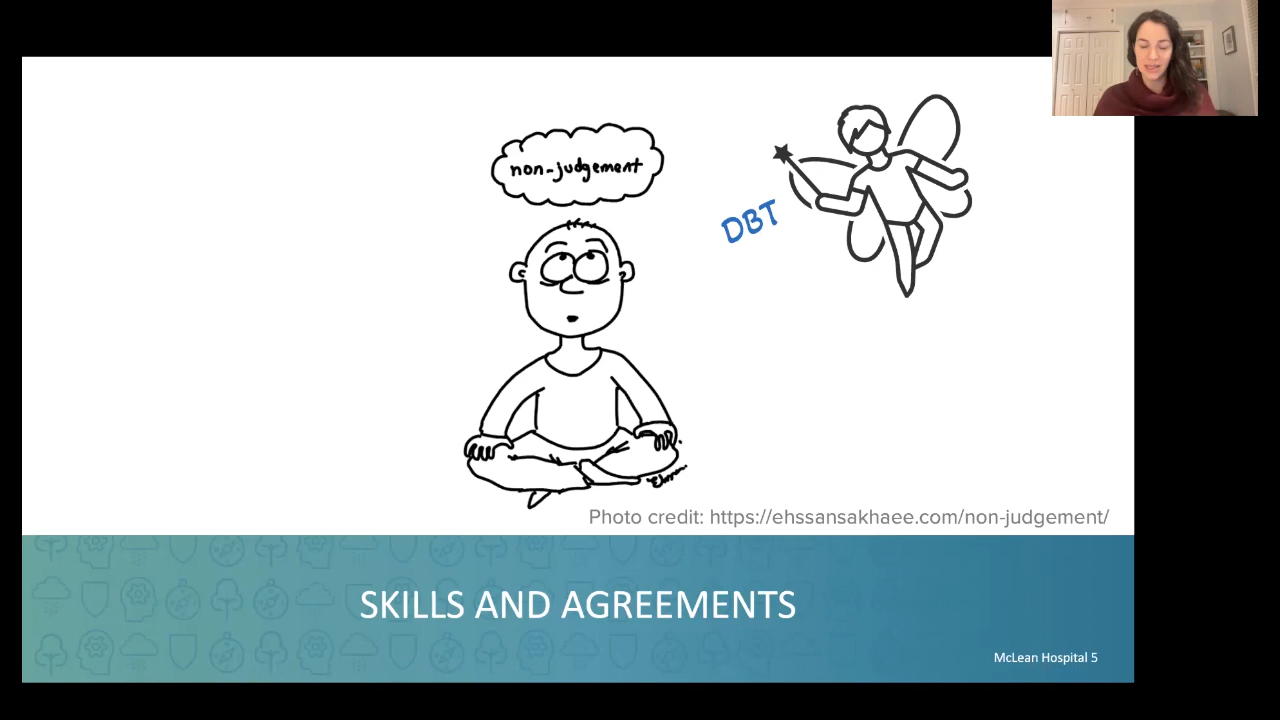 non-judgement
DBT
Photo credit: https://ehssansakhaee.com/non-judgement/
SKILLS AND AGREEMENTS
McLean Hospital 5